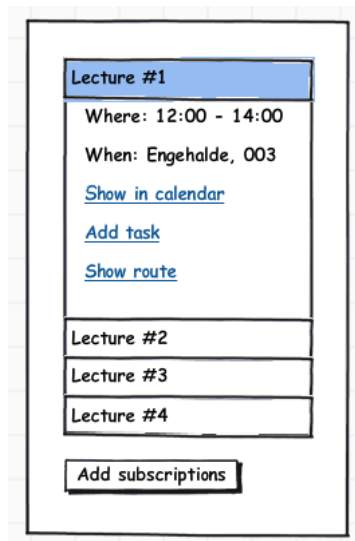 Lecture #1
Where: 12:00 - 14:00
When: Engehalde, 003
Show in calendar
Add task
Show route
Lecture #2
Lecture #3
Lecture #4
Add subscriptions